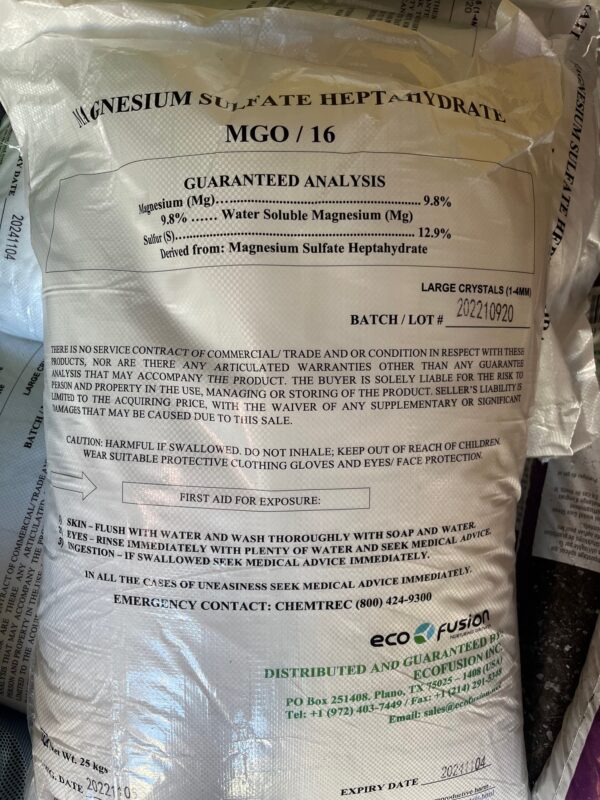 MAGNESIUM SULFATE HEPTAHYDRATE
MGO / 16
GUARANTEED ANALYSIS
Magnesium (Mg)........................................ 9.8%
9.8% ...... Water Soluble Magnesium (Mg)
Sulfur (S)........................................ 12.9%
Derived from: Magnesium Sulfate Heptahydrate
LARGE CRYSTALS (1-4MM)
BATCH / LOT # 202210920
THERE IS NO SERVICE CONTRACT OF COMMERCIAL/ TRADE AND OR CONDITION IN RESPECT WITH THESE
PRODUCTS, NOR ARE THERE ANY ARTICULATED WARRANTIES OTHER THAN ANY GUARANTEE
ANALYSIS THAT MAY ACCOMPANY THE PRODUCT. THE BUYER IS SOLELY LIABLE FOR THE RISK TO
PERSON AND PROPERTY IN THE USE, MANAGING OR STORING OF THE PRODUCT. SELLER'S LIABILITY IS
LIMITED TO THE ACQUIRING PRICE, WITH THE WAIVER OF ANY SUPPLEMENTARY OR SIGNIFICANT
DAMAGES THAT MAY BE CAUSED DUE TO THIS SALE.
CAUTION: HARMFUL IF SWALLOWED. DO NOT INHALE; KEEP OUT OF REACH OF CHILDREN.
WEAR SUITABLE PROTECTIVE CLOTHING GLOVES AND EYES/ FACE PROTECTION.
FIRST AID FOR EXPOSURE:
1) SKIN – FLUSH WITH WATER AND WASH THOROUGHLY WITH SOAP AND WATER.
2) EYES – RINSE IMMEDIATELY WITH PLENTY OF WATER AND SEEK MEDICAL ADVICE.
3) INGESTION – IF SWALLOWED SEEK MEDICAL ADVICE IMMEDIATELY.
IN ALL THE CASES OF UNEASINESS SEEK MEDICAL ADVICE IMMEDIATELY.
EMERGENCY CONTACT: CHEMTREC (800) 424-9300
eco fusion
DISTRIBUTED AND GUARANTEED BY:
ECOFUSION INC.
PO Box 251408, Plano, TX 75025 – 1408 (USA)
Tel: +1 (972) 403-7449 / Fax: +1 (214) 291-
Email: sales@ecofusion
Net Wt. 25 kgs
DATE 2022110
EXPIRY DATE 20241104
DATE 20241104
MAGNESIUM SULFATE HE